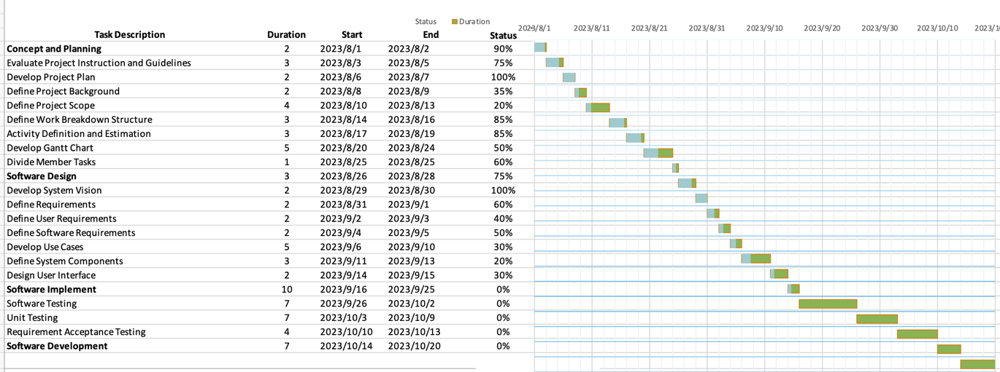 Status Duration
2023/8/1 2023/8/11 2023/8/21 2023/8/31 2023/9/10 2023/9/20 2023/9/30 2023/10/10 2023/10
Task Description Duration Start End Status
Concept and Planning 2 2023/8/1 2023/8/2 90%
Evaluate Project Instruction and Guidelines 3 2023/8/3 2023/8/5 75%
Develop Project Plan 2 2023/8/6 2023/8/7 100%
Define Project Background 2 2023/8/8 2023/8/9 35%
Define Project Scope 4 2023/8/10 2023/8/13 20%
Define Work Breakdown Structure 3 2023/8/14 2023/8/16 85%
Activity Definition and Estimation 3 2023/8/17 2023/8/19 85%
Develop Gantt Chart 5 2023/8/20 2023/8/24 50%
Divide Member Tasks 1 2023/8/25 2023/8/25 60%
Software Design 3 2023/8/26 2023/8/28 75%
Develop System Vision 2 2023/8/29 2023/8/30 100%
Define Requirements 2 2023/8/31 2023/9/1 60%
Define User Requirements 2 2023/9/2 2023/9/3 40%
Define Software Requirements 2 2023/9/4 2023/9/5 50%
Develop Use Cases 5 2023/9/6 2023/9/10 30%
Define System Components 3 2023/9/11 2023/9/13 20%
Design User Interface 2 2023/9/14 2023/9/15 30%
Software Implement 10 2023/9/16 2023/9/25 0%
Software Testing 7 2023/9/26 2023/10/2 0%
Unit Testing 7 2023/10/3 2023/10/9 0%
Requirement Acceptance Testing 4 2023/10/10 2023/10/13 0%
Software Development 7 2023/10/14 2023/10/20 0%